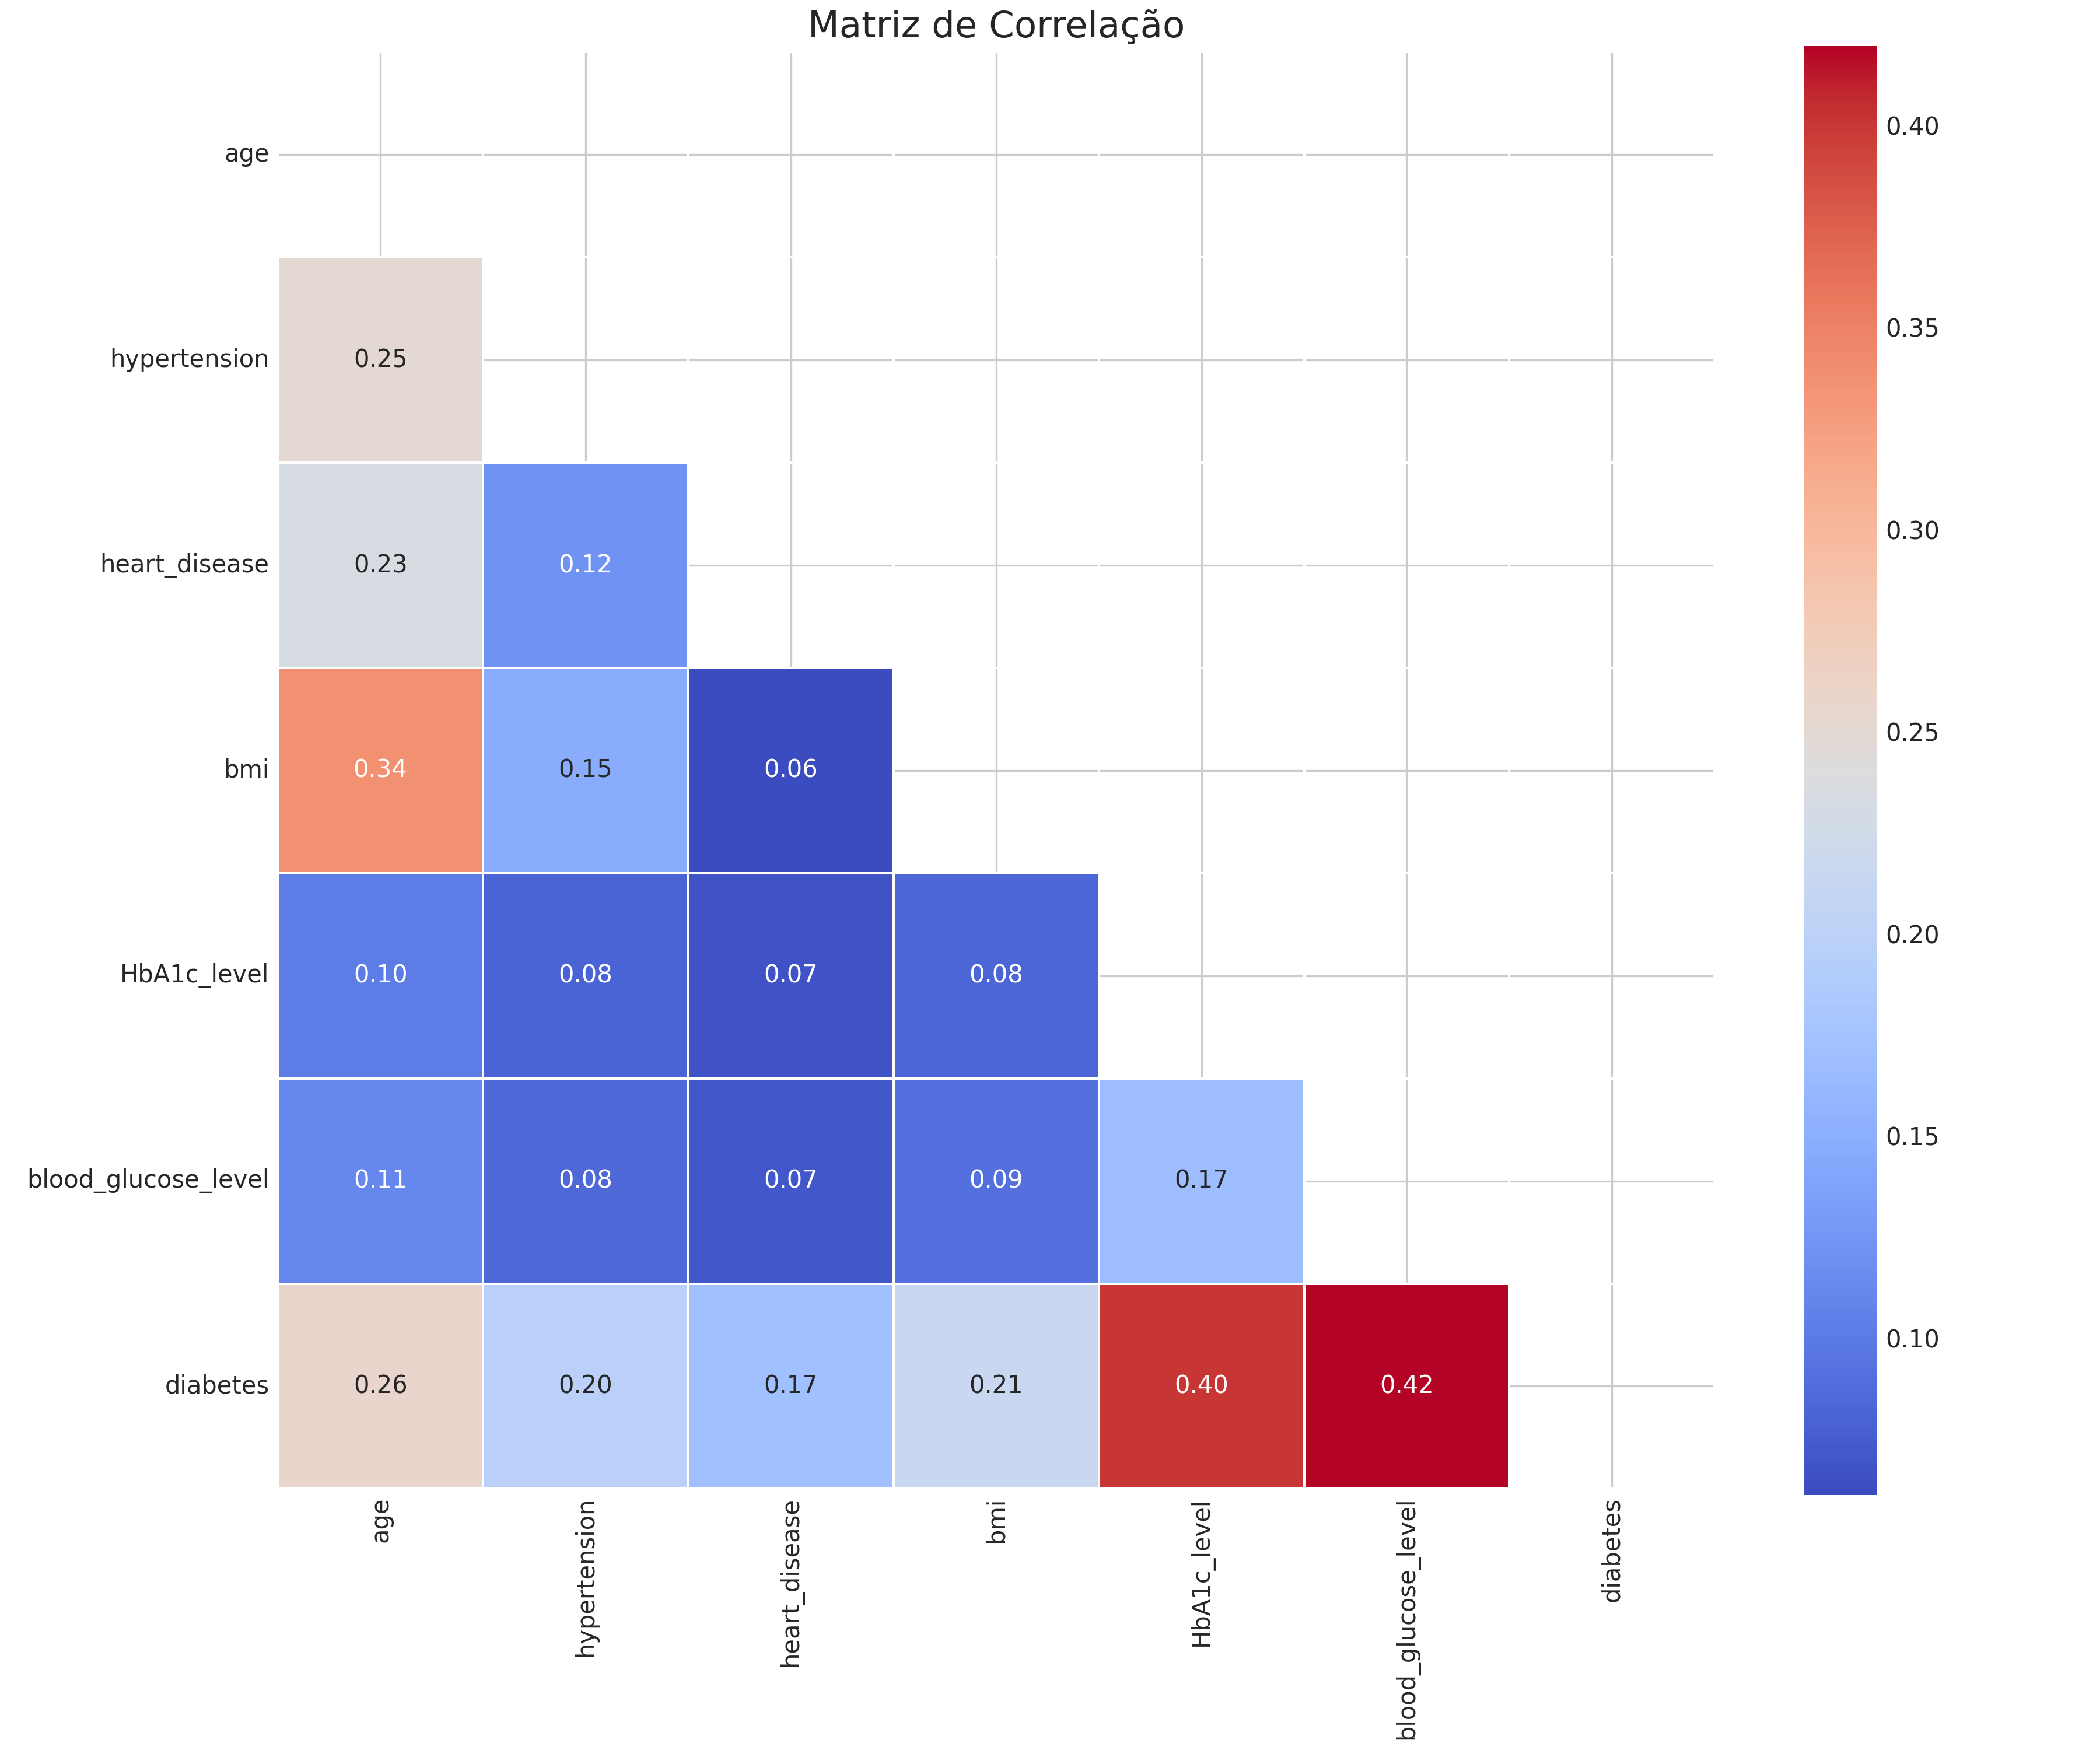 Matriz de Correlação
age
hypertension 0.25
heart_disease 0.23 0.12
bmi 0.34 0.15 0.06
HbA1c_level 0.10 0.08 0.07 0.08
blood_glucose_level 0.11 0.08 0.07 0.09 0.17
diabetes 0.26 0.20 0.17 0.21 0.40 0.42
age hypertension heart_disease bmi HbA1c_level blood_glucose_level diabetes
0.40
0.35
0.30
0.25
0.20
0.15
0.10